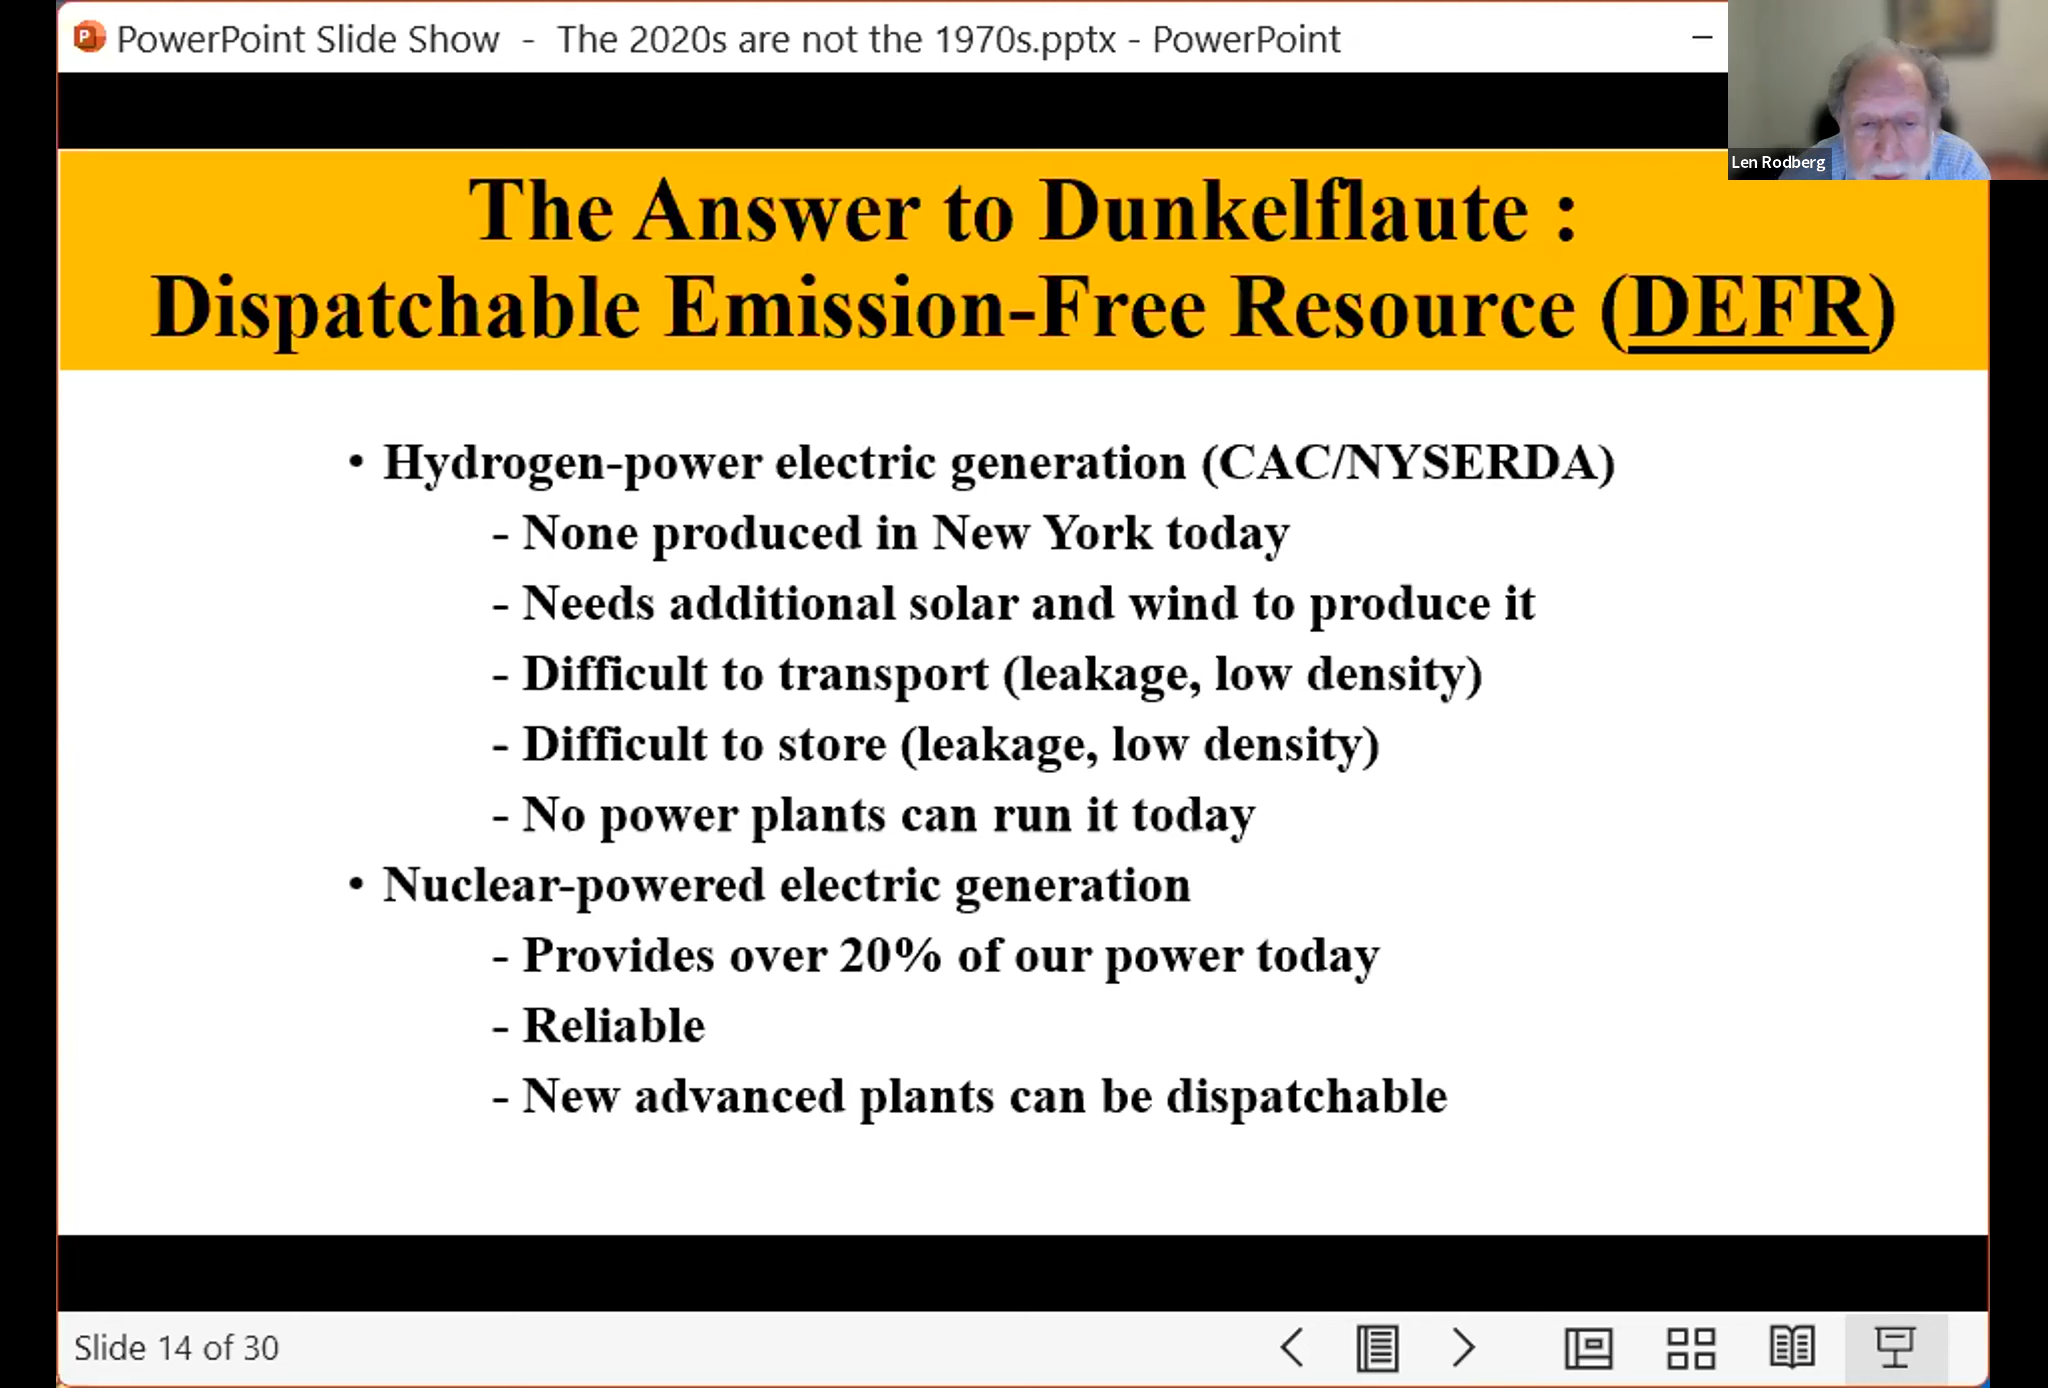 PowerPoint Slide Show - The 2020s are not the 1970s.pptx - PowerPoint
Len Rodberg
The Answer to Dunkelflaute :
Dispatchable Emission-Free Resource (DEFR)
• Hydrogen-power electric generation (CAC/NYSERDA)
- None produced in New York today
- Needs additional solar and wind to produce it
- Difficult to transport (leakage, low density)
- Difficult to store (leakage, low density)
- No power plants can run it today
• Nuclear-powered electric generation
- Provides over 20% of our power today
- Reliable
- New advanced plants can be dispatchable
Slide 14 of 30